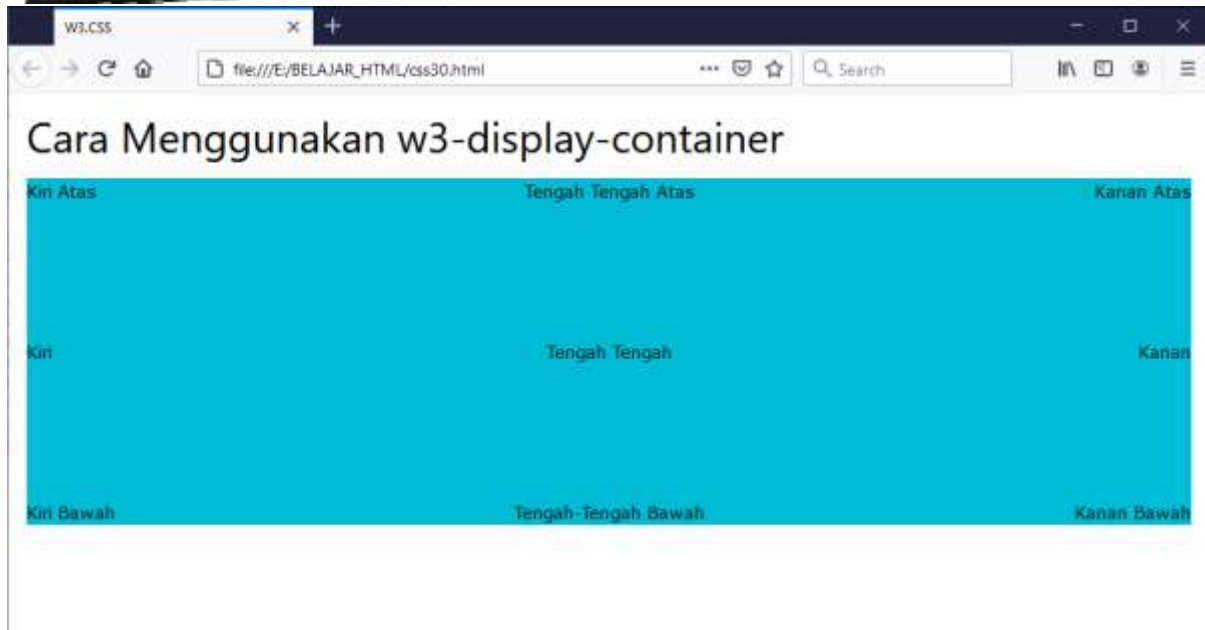 W3.CSS
file:///E:/BELAJAR_HTML/css30.html
Search
Cara Menggunakan w3-display-container
Kiri Atas Tengah Tengah Atas Kanan Atas
Kiri Tengah Tengah Kanan
Kiri Bawah Tengah-Tengah Bawah Kanan Bawah